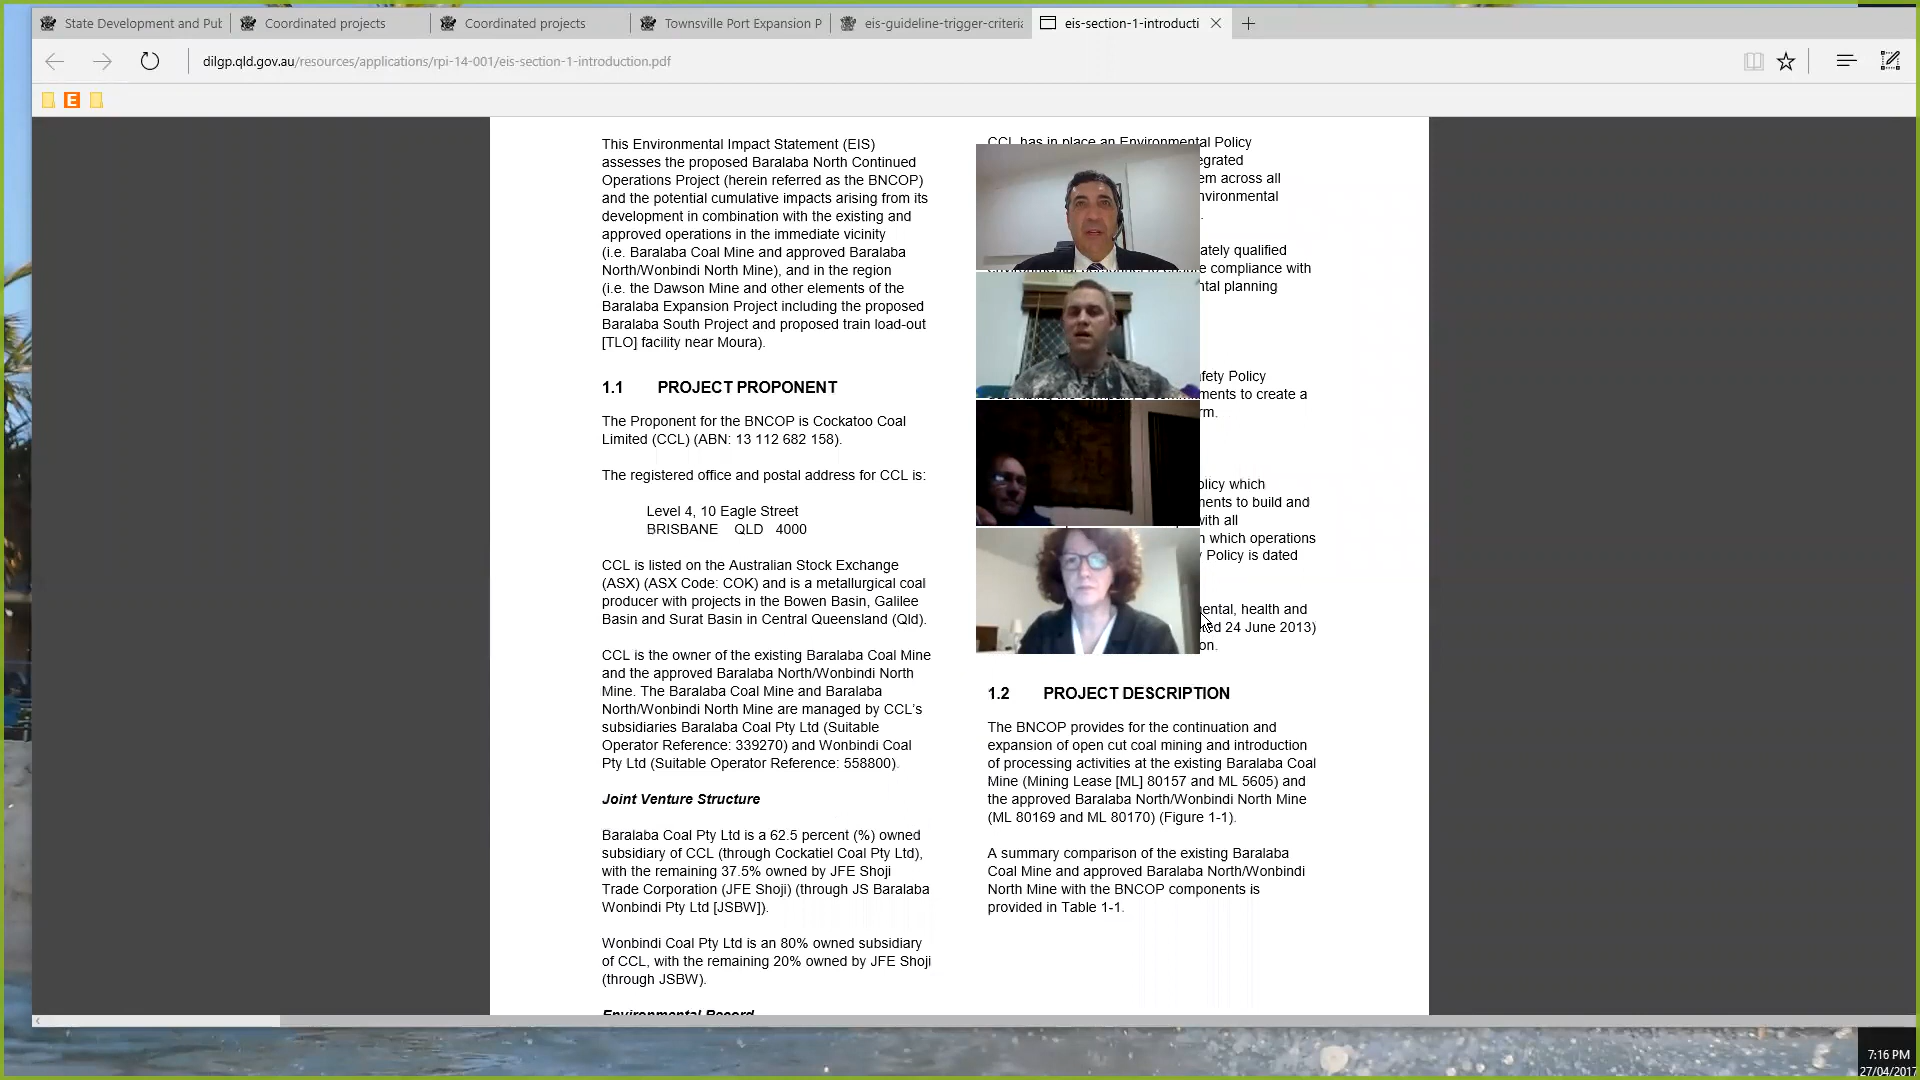 State Development and Pub
Coordinated projects
Coordinated projects
Townsville Port Expansion P
eis-guideline-trigger-criteria
eis-section-1-introducti
dilgp.qld.gov.au/resources/applications/rpi-14-001/eis-section-1-introduction.pdf
E
This Environmental Impact Statement (EIS)
assesses the proposed Baralaba North Continued
Operations Project (herein referred as the BNCOP)
and the potential cumulative impacts arising from its
development in combination with the existing and
approved operations in the immediate vicinity
(i.e. Baralaba Coal Mine and approved Baralaba
North/Wonbindi North Mine), and in the region
(i.e. the Dawson Mine and other elements of the
Baralaba Expansion Project including the proposed
Baralaba South Project and proposed train load-out
[TLO] facility near Moura).
1.1 PROJECT PROPONENT
The Proponent for the BNCOP is Cockatoo Coal
Limited (CCL) (ABN: 13 112 682 158).
The registered office and postal address for CCL is:
Level 4, 10 Eagle Street
BRISBANE QLD 4000
CCL is listed on the Australian Stock Exchange
(ASX) (ASX Code: COK) and is a metallurgical coal
producer with projects in the Bowen Basin, Galilee
Basin and Surat Basin in Central Queensland (Qld).
CCL is the owner of the existing Baralaba Coal Mine
and the approved Baralaba North/Wonbindi North
Mine. The Baralaba Coal Mine and Baralaba
North/Wonbindi North Mine are managed by CCL's
subsidiaries Baralaba Coal Pty Ltd (Suitable
Operator Reference: 339270) and Wonbindi Coal
Pty Ltd (Suitable Operator Reference: 558800).
Joint Venture Structure
Baralaba Coal Pty Ltd is a 62.5 percent (%) owned
subsidiary of CCL (through Cockatiel Coal Pty Ltd),
with the remaining 37.5% owned by JFE Shoji
Trade Corporation (JFE Shoji) (through JS Baralaba
Wonbindi Pty Ltd [JSBW]).
Wonbindi Coal Pty Ltd is an 80% owned subsidiary
of CCL, with the remaining 20% owned by JFE Shoji
(through JSBW).
Environmental Record
CCL has in place an Environmental Policy
egrated
em across all
nvironmental
ately qualified
compliance with
ntal planning
fety Policy
ments to create a
rm.
olicy which
nents to build and
with all
n which operations
Policy is dated
ental, health and
ted 24 June 2013)
on.
1.2 PROJECT DESCRIPTION
The BNCOP provides for the continuation and
expansion of open cut coal mining and introduction
of processing activities at the existing Baralaba Coal
Mine (Mining Lease [ML] 80157 and ML 5605) and
the approved Baralaba North/Wonbindi North Mine
(ML 80169 and ML 80170) (Figure 1-1).
A summary comparison of the existing Baralaba
Coal Mine and approved Baralaba North/Wonbindi
North Mine with the BNCOP components is
provided in Table 1-1.
7:16 PM
27/04/2017